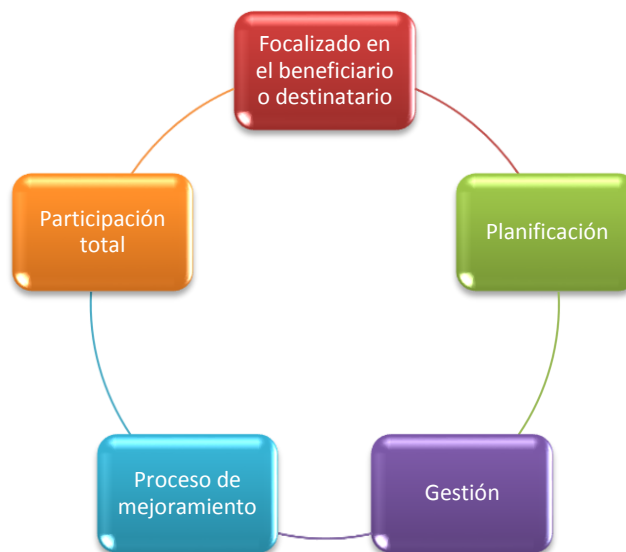 Focalizado en
el beneficiario
o destinatario
Planificación
Gestión
Proceso de
mejoramiento
Participación
total